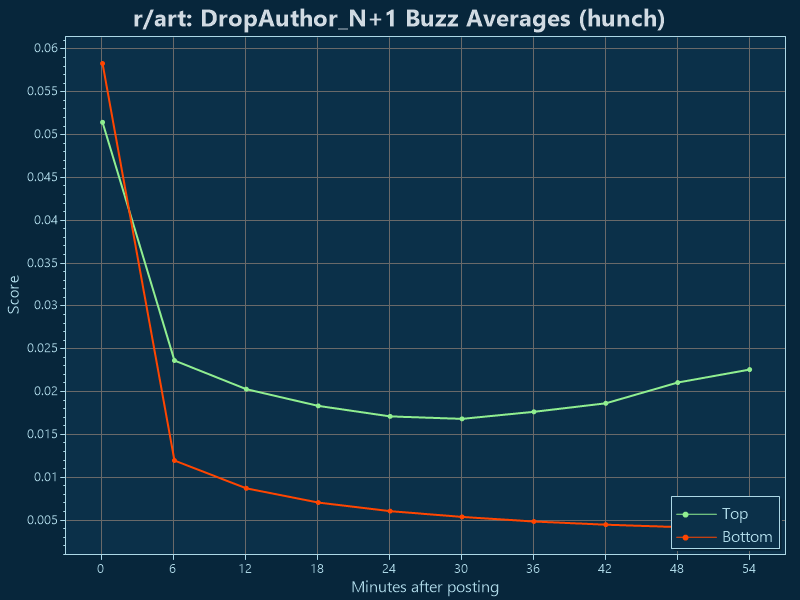 r/art: DropAuthor_N+1 Buzz Averages (hunch)
0.06
0.055
0.05
0.045
0.04
0.035
0.03
0.025
0.02
0.015
0.01
0.005
Score
Top
Bottom
0 6 12 18 24 30 36 42 48 54
Minutes after posting